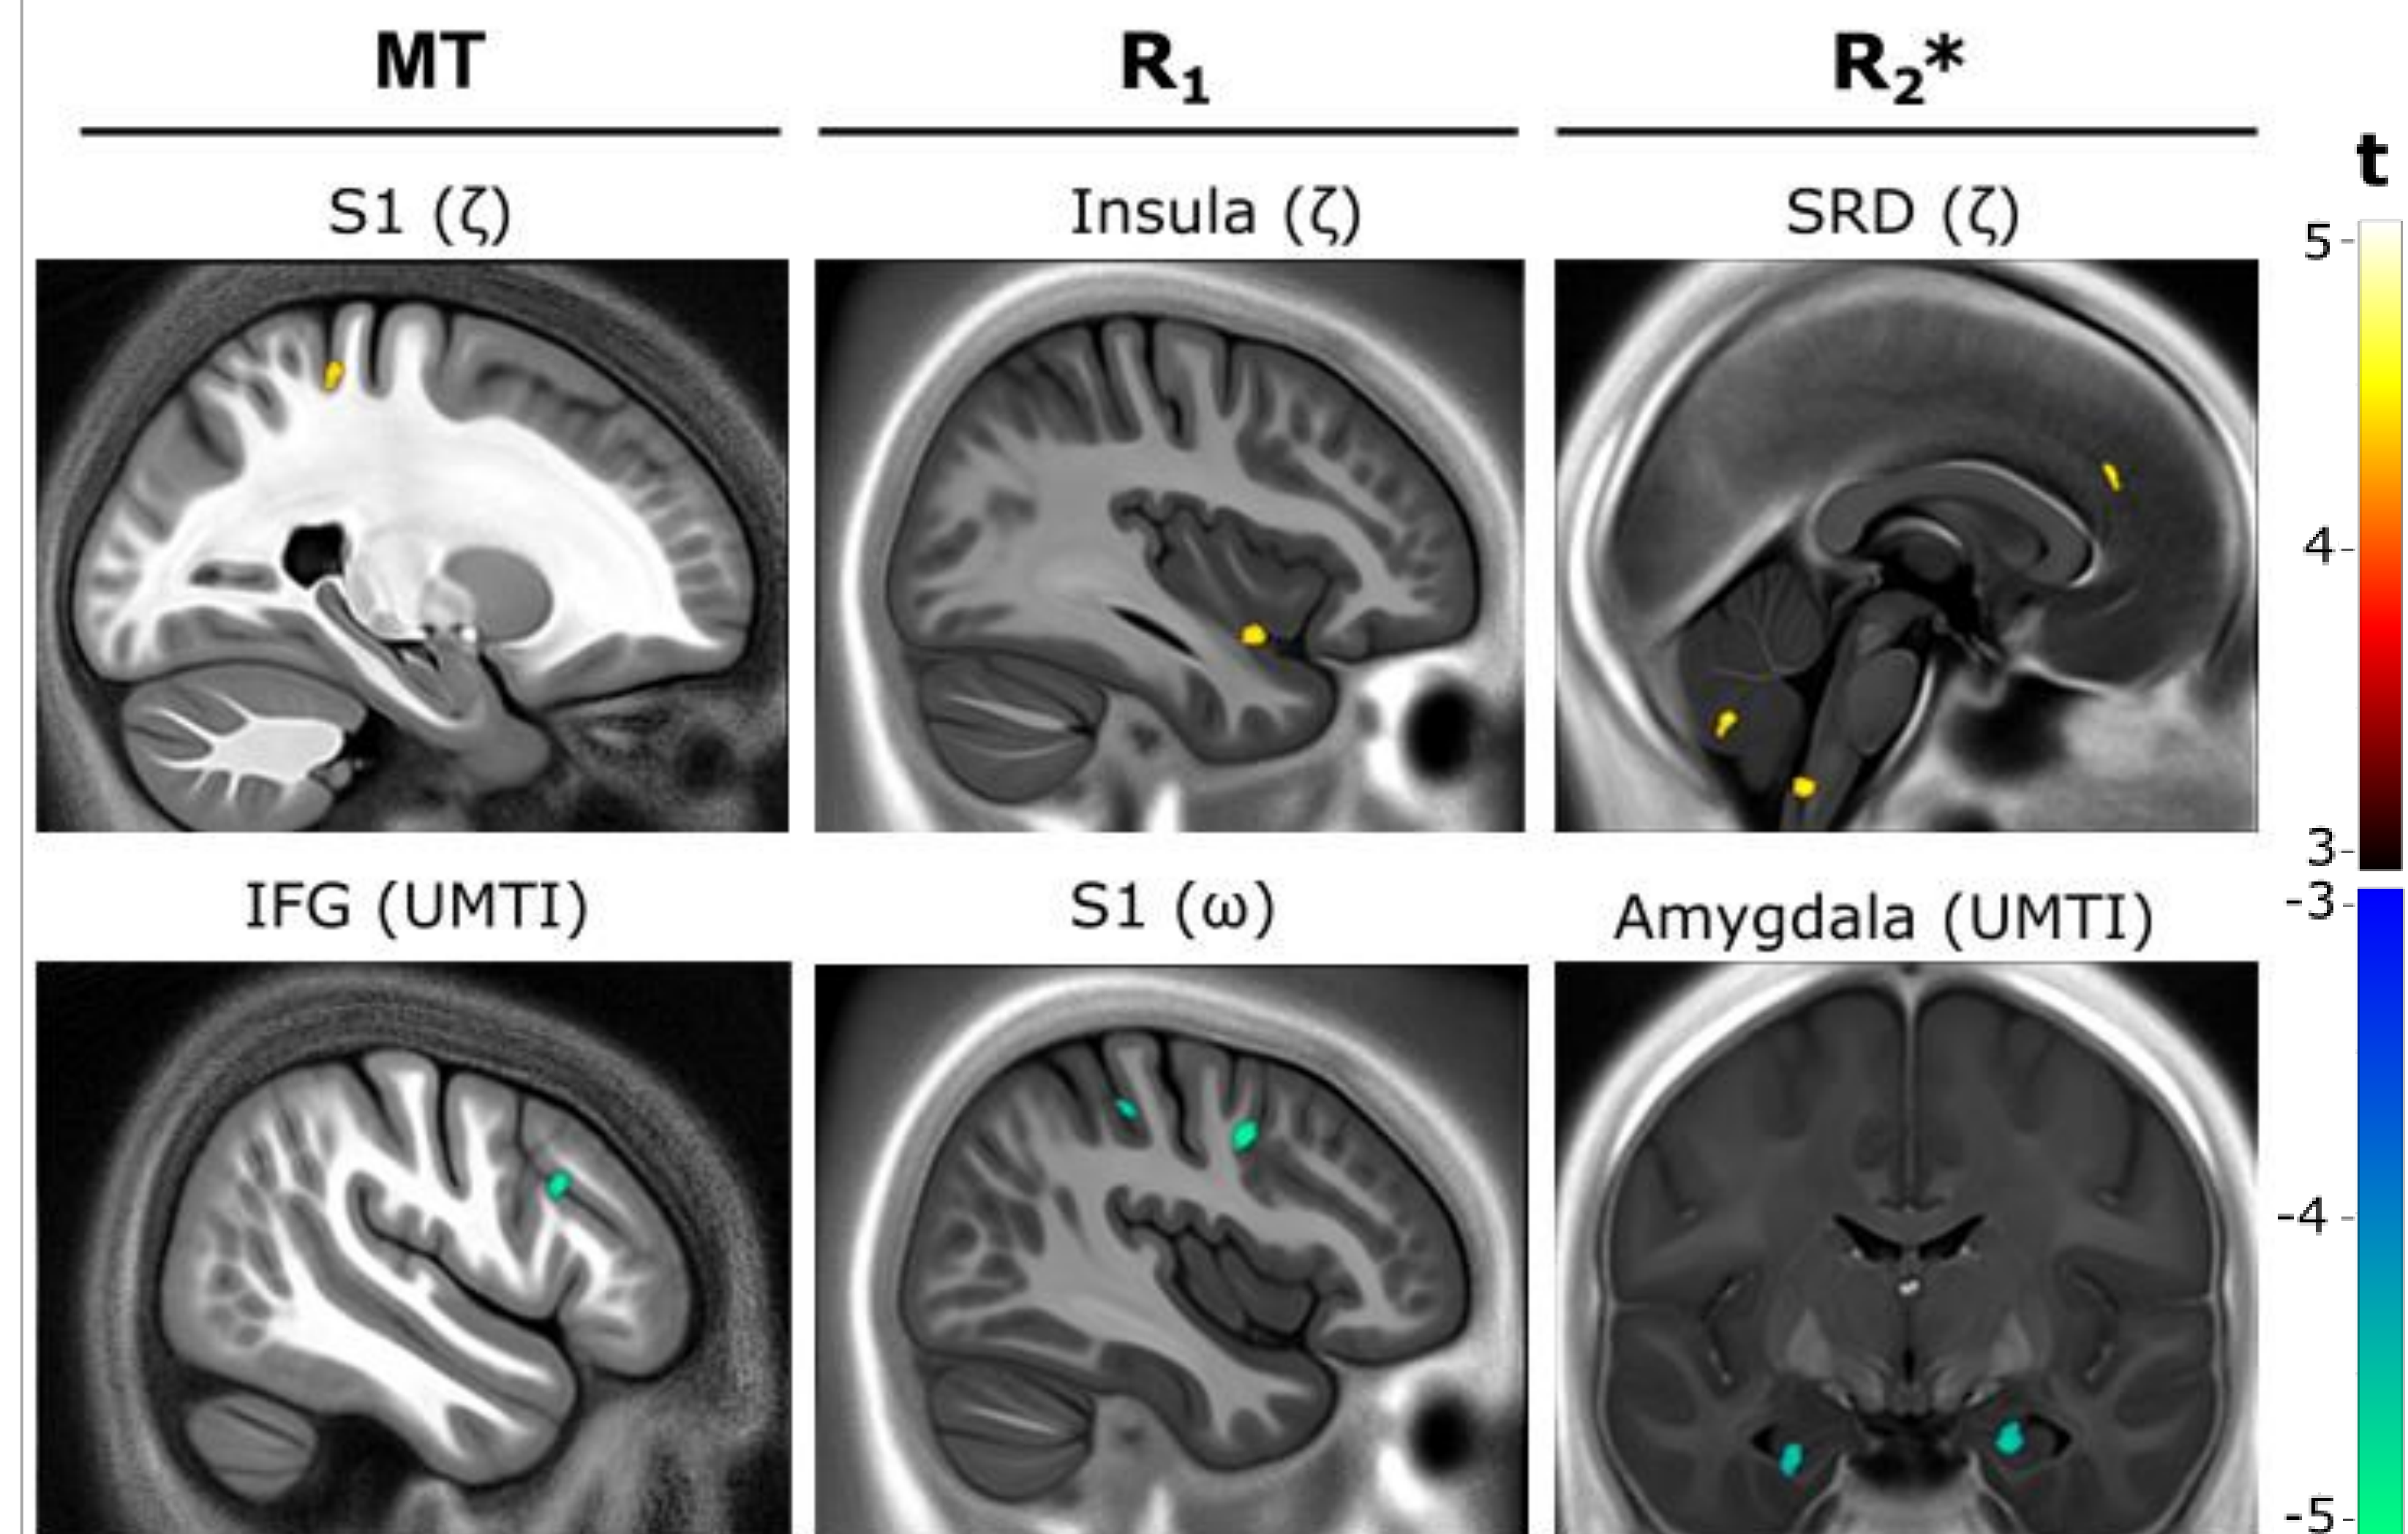 MT R₁ R₂*
t
S1 (ζ) Insula (ζ) SRD (ζ)
5
4
3
IFG (UMTI) S1 (ω) Amygdala (UMTI)
-3
-4
-5